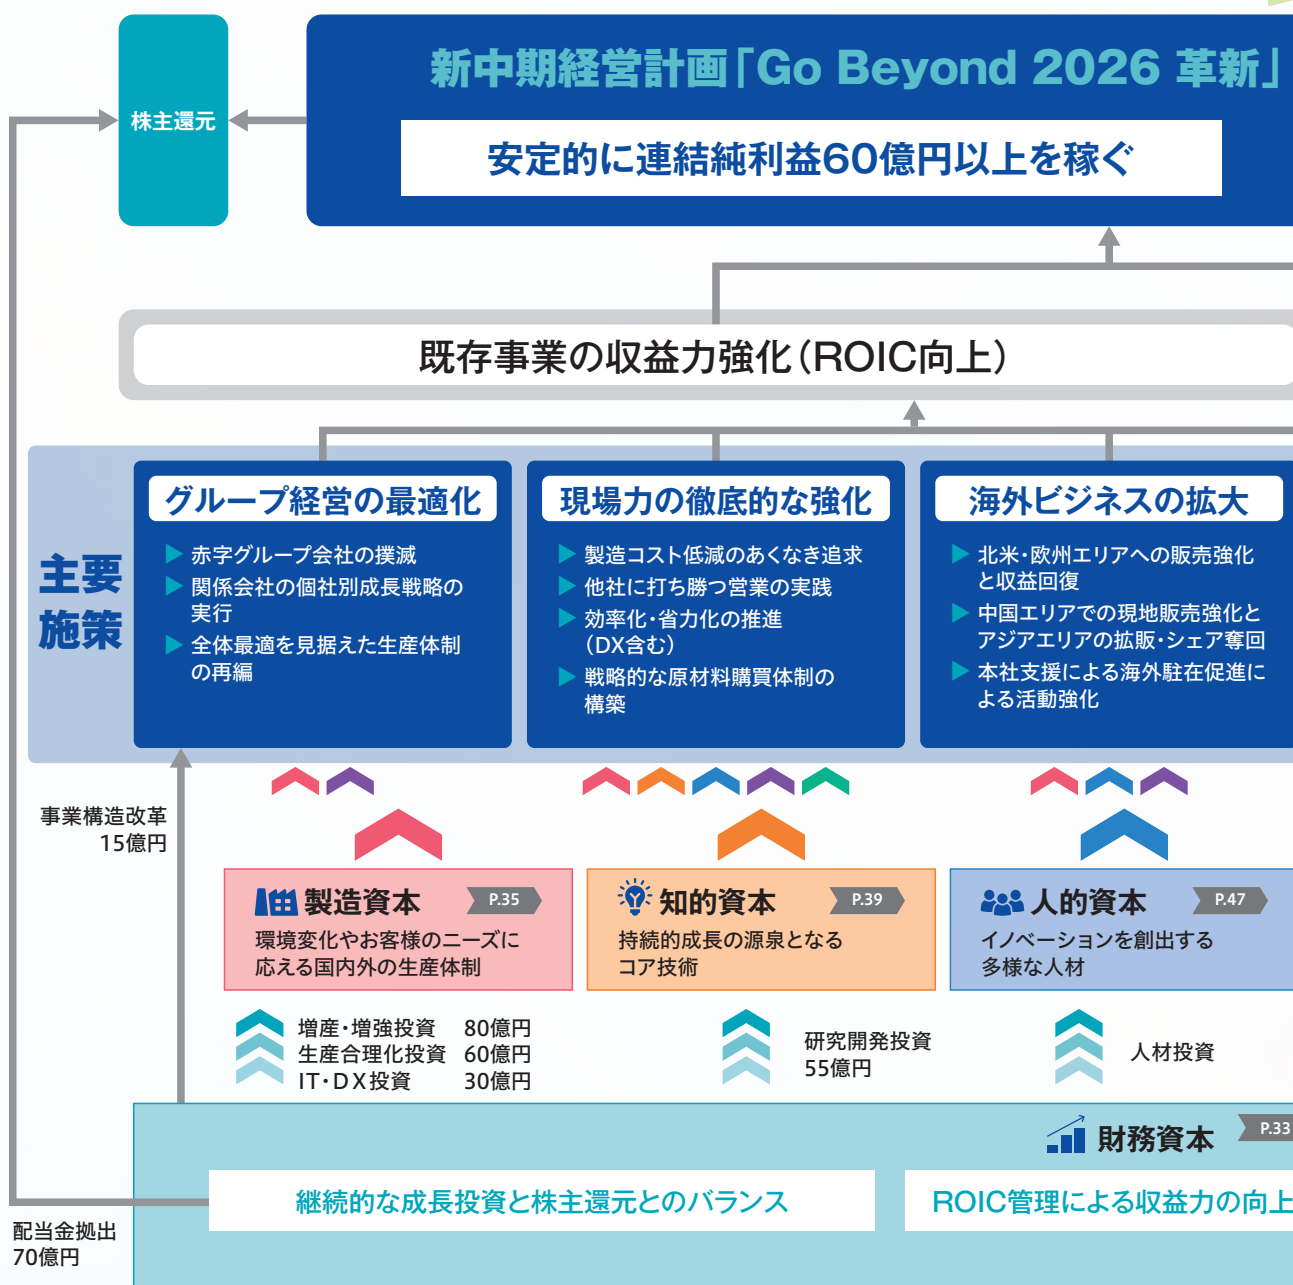 新中期経営計画「Go Beyond 2026 革新」
株主還元
安定的に連結純利益60億円以上を稼ぐ
既存事業の収益力強化（ROIC向上）
主要
施策
グループ経営の最適化
▶ 赤字グループ会社の撲滅
▶ 関係会社の個社別成長戦略の
実行
▶ 全体最適を見据えた生産体制
の再編
現場力の徹底的な強化
▶ 製造コスト低減のあくなき追求
▶ 他社に打ち勝つ営業の実践
▶ 効率化・省力化の推進
（DX含む）
▶ 戦略的な原材料購買体制の
構築
海外ビジネスの拡大
▶ 北米・欧州エリアへの販売強化
と収益回復
▶ 中国エリアでの現地販売強化と
アジアエリアの拡販・シェア奪回
▶ 本社支援による海外駐在促進に
よる活動強化
事業構造改革
15億円
製造資本 P.35
環境変化やお客様のニーズに
応える国内外の生産体制
知的資本 P.39
持続的成長の源泉となる
コア技術
人的資本 P.47
イノベーションを創出する
多様な人材
増産・増強投資 80億円
生産合理化投資 60億円
IT・DX投資 30億円
研究開発投資
55億円
人材投資
財務資本 P.33
継続的な成長投資と株主還元とのバランス
ROIC管理による収益力の向上
配当金拠出
70億円